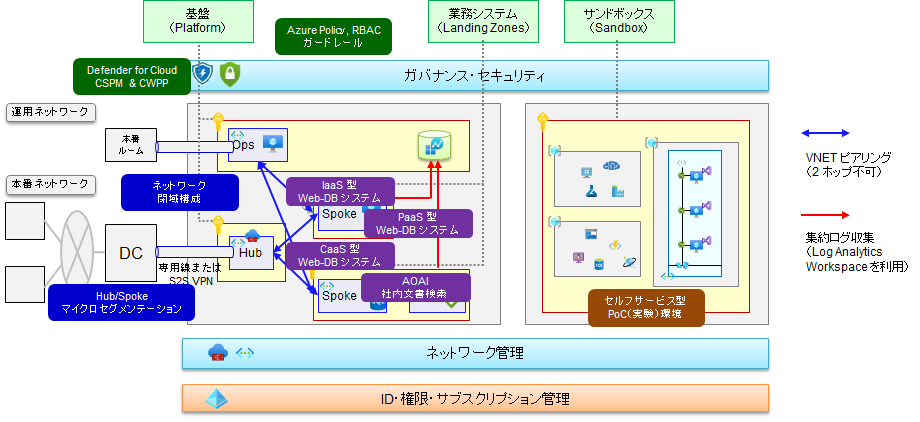 基盤
（Platform）
Azure Policy, RBAC
ガードレール
業務システム
（Landing Zones）
サンドボックス
（Sandbox）
Defender for Cloud
CSPM & CWPP
ガバナンス・セキュリティ
運用ネットワーク
本番
ルーム
Ops
本番ネットワーク
ネットワーク
閉域構成
IaaS 型
Web-DB システム
Spoke
PaaS 型
Web-DB システム
DC
Hub
専用線または
S2S VPN
CaaS 型
Web-DB システム
Hub/Spoke
マイクロセグメンテーション
Spoke
AOAI
社内文書検索
セルフサービス型
PoC（実験）環境
VNET ピアリング
（2 ホップ不可）
集約ログ収集
（Log Analytics
Workspace を利用）
ネットワーク管理
ID・権限・サブスクリプション管理